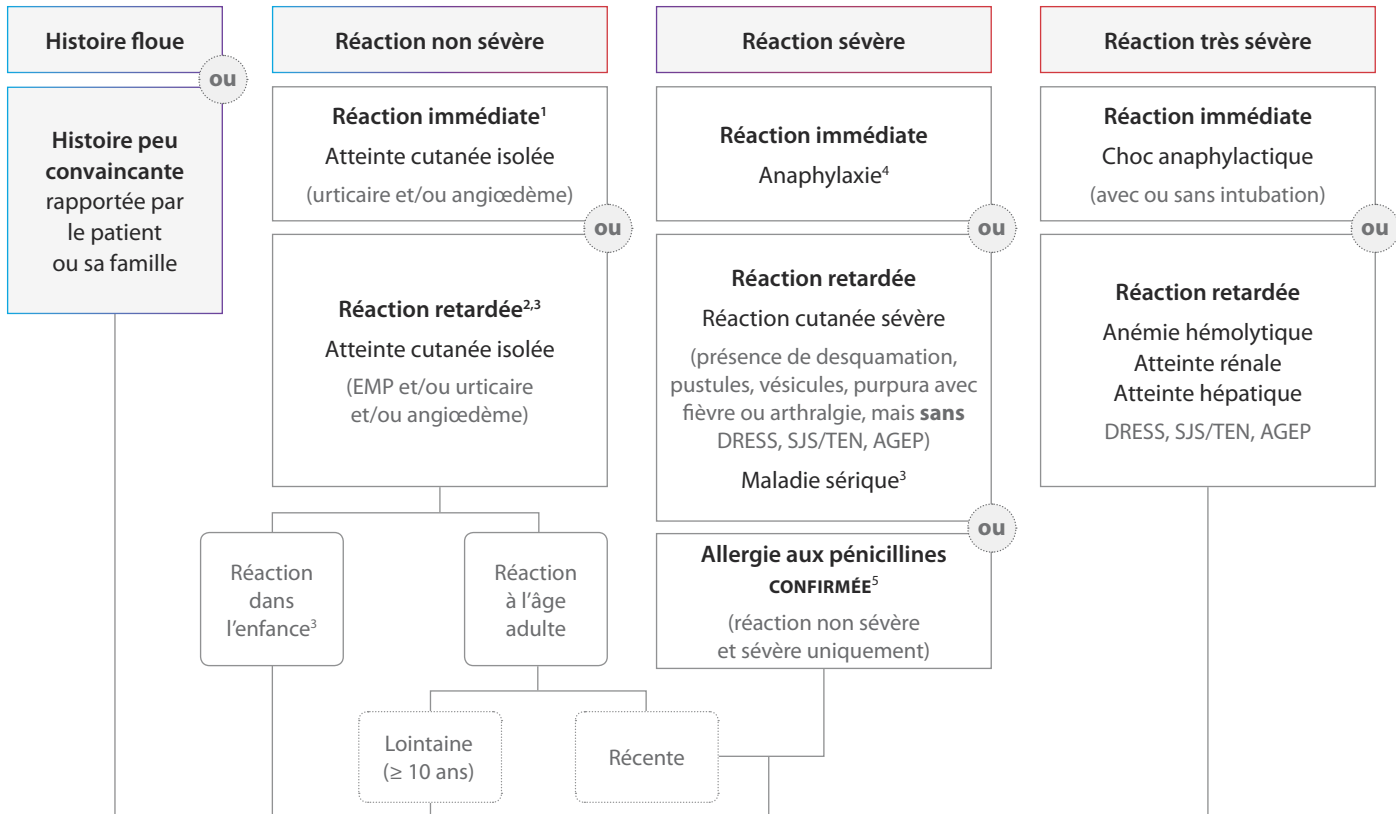 Histoire floue
ou
Histoire peu
convaincante
rapportée par
le patient
ou sa famille
Réaction non sévère
Réaction immédiate¹
Atteinte cutanée isolée
(urticaire et/ou angiœdème)
ou
Réaction retardée²,³
Atteinte cutanée isolée
(EMP et/ou urticaire
et/ou angiœdème)
Réaction
dans
l'enfance³
Réaction
à l'âge
adulte
Lointaine
(≥ 10 ans)
Récente
Réaction sévère
Réaction immédiate
Anaphylaxie⁴
ou
Réaction retardée
Réaction cutanée sévère
(présence de desquamation,
pustules, vésicules, purpura avec
fièvre ou arthralgie, mais sans
DRESS, SJS/TEN, AGEP)
Maladie sérique³
ou
Allergie aux pénicillines
CONFIRMÉE⁵
(réaction non sévère
et sévère uniquement)
Réaction très sévère
Réaction immédiate
Choc anaphylactique
(avec ou sans intubation)
ou
Réaction retardée
Anémie hémolytique
Atteinte rénale
Atteinte hépatique
DRESS, SJS/TEN, AGEP